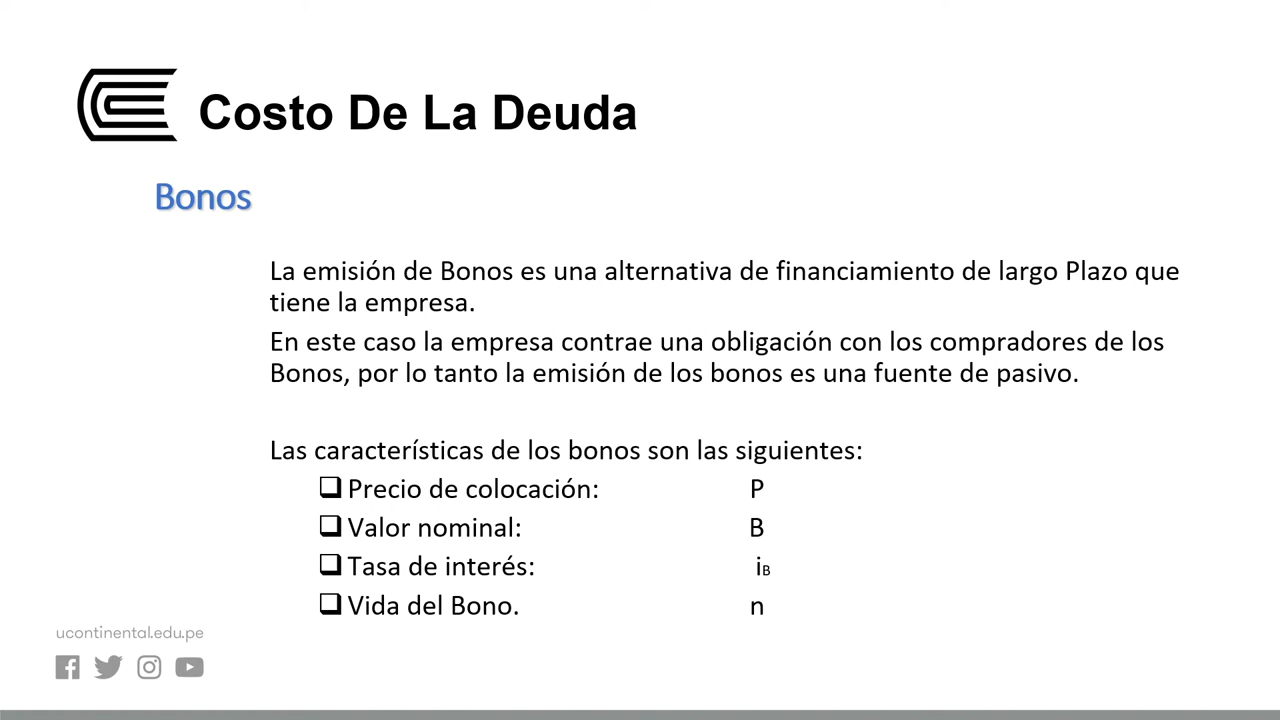 Costo De La Deuda
Bonos
La emisión de Bonos es una alternativa de financiamiento de largo Plazo que
tiene la empresa.
En este caso la empresa contrae una obligación con los compradores de los
Bonos, por lo tanto la emisión de los bonos es una fuente de pasivo.
Las características de los bonos son las siguientes:
❑ Precio de colocación: P
❑ Valor nominal: B
❑ Tasa de interés: iB
❑ Vida del Bono. n
ucontinental.edu.pe